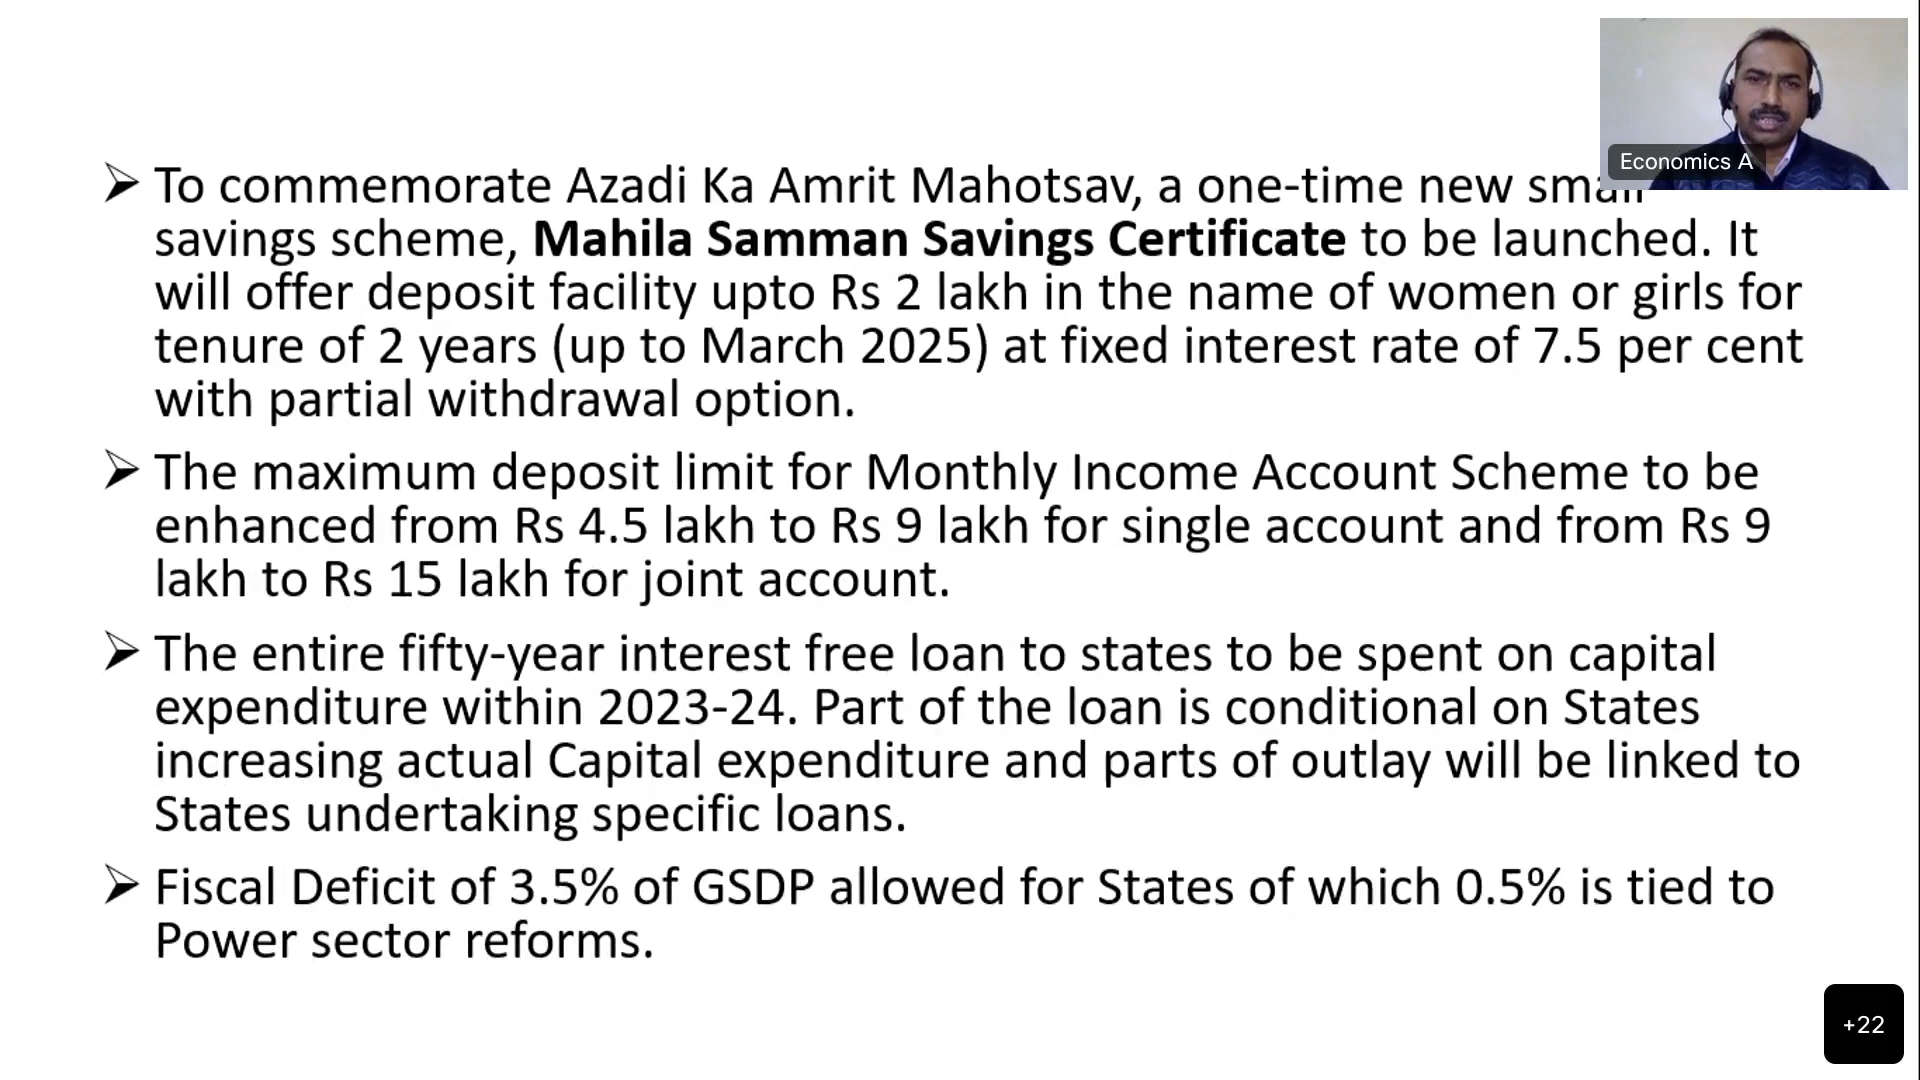 To commemorate Azadi Ka Amrit Mahotsav, a one-time new small
savings scheme, Mahila Samman Savings Certificate to be launched. It
will offer deposit facility upto Rs 2 lakh in the name of women or girls for
tenure of 2 years (up to March 2025) at fixed interest rate of 7.5 per cent
with partial withdrawal option.
The maximum deposit limit for Monthly Income Account Scheme to be
enhanced from Rs 4.5 lakh to Rs 9 lakh for single account and from Rs 9
lakh to Rs 15 lakh for joint account.
The entire fifty-year interest free loan to states to be spent on capital
expenditure within 2023-24. Part of the loan is conditional on States
increasing actual Capital expenditure and parts of outlay will be linked to
States undertaking specific loans.
Fiscal Deficit of 3.5% of GSDP allowed for States of which 0.5% is tied to
Power sector reforms.
Economics A
+22